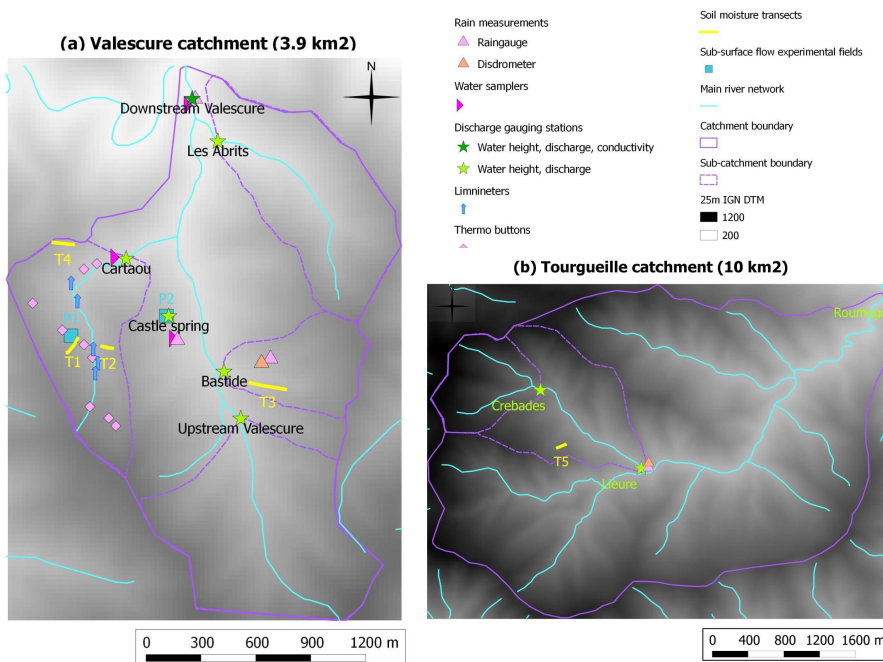 (a) Valescure catchment (3.9 km2)
N
Downstream Valescure
Les Abrits
T4
Cartaou
P2
Castle spring
P1
T1
T2
Bastide
T3
Upstream Valescure
0 300 600 900 1200 m
Rain measurements
Raingauge
Disdrometer
Water samplers
Discharge gauging stations
Water height, discharge, conductivity
Water height, discharge
Limnineters
Thermo buttons
Soil moisture transects
Sub-surface flow experimental fields
Main river network
Catchment boundary
Sub-catchment boundary
25m IGN DTM
1200
200
(b) Tourgueille catchment (10 km2)
Crebades
T5
Lieure
0 400 800 1200 1600 m